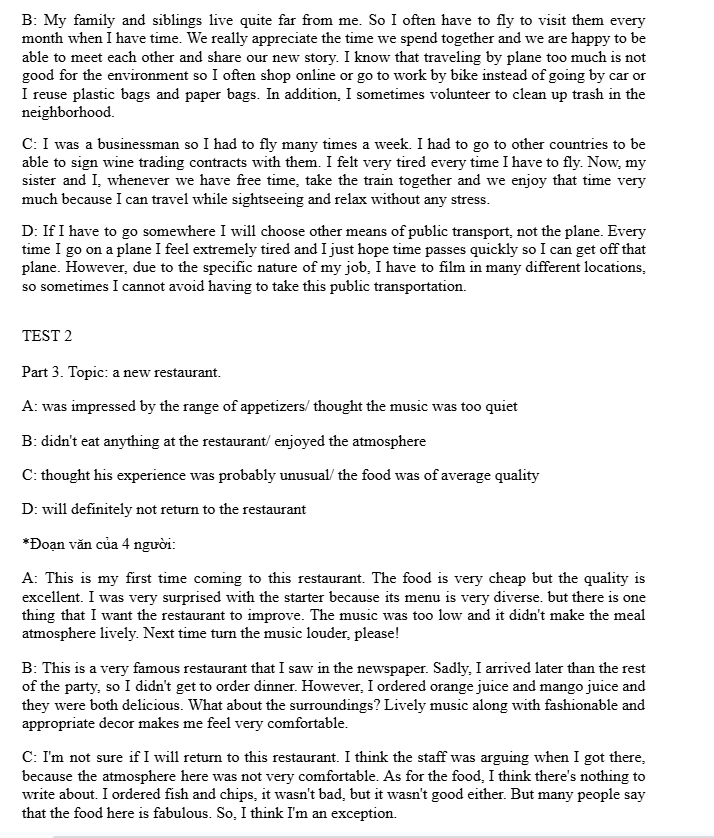 B: My family and siblings live quite far from me. So I often have to fly to visit them every
month when I have time. We really appreciate the time we spend together and we are happy to be
able to meet each other and share our new story. I know that traveling by plane too much is not
good for the environment so I often shop online or go to work by bike instead of going by car or
I reuse plastic bags and paper bags. In addition, I sometimes volunteer to clean up trash in the
neighborhood.
C: I was a businessman so I had to fly many times a week. I had to go to other countries to be
able to sign wine trading contracts with them. I felt very tired every time I have to fly. Now, my
sister and I, whenever we have free time, take the train together and we enjoy that time very
much because I can travel while sightseeing and relax without any stress.
D: If I have to go somewhere I will choose other means of public transport, not the plane. Every
time I go on a plane I feel extremely tired and I just hope time passes quickly so I can get off that
plane. However, due to the specific nature of my job, I have to film in many different locations,
so sometimes I cannot avoid having to take this public transportation.
TEST 2
Part 3. Topic: a new restaurant.
A: was impressed by the range of appetizers/ thought the music was too quiet
B: didn't eat anything at the restaurant/ enjoyed the atmosphere
C: thought his experience was probably unusual/ the food was of average quality
D: will definitely not return to the restaurant
*Đoạn văn của 4 người:
A: This is my first time coming to this restaurant. The food is very cheap but the quality is
excellent. I was very surprised with the starter because its menu is very diverse. but there is one
thing that I want the restaurant to improve. The music was too low and it didn't make the meal
atmosphere lively. Next time turn the music louder, please!
B: This is a very famous restaurant that I saw in the newspaper. Sadly, I arrived later than the rest
of the party, so I didn't get to order dinner. However, I ordered orange juice and mango juice and
they were both delicious. What about the surroundings? Lively music along with fashionable and
appropriate decor makes me feel very comfortable.
C: I'm not sure if I will return to this restaurant. I think the staff was arguing when I got there,
because the atmosphere here was not very comfortable. As for the food, I think there's nothing to
write about. I ordered fish and chips, it wasn't bad, but it wasn't good either. But many people say
that the food here is fabulous. So, I think I'm an exception.